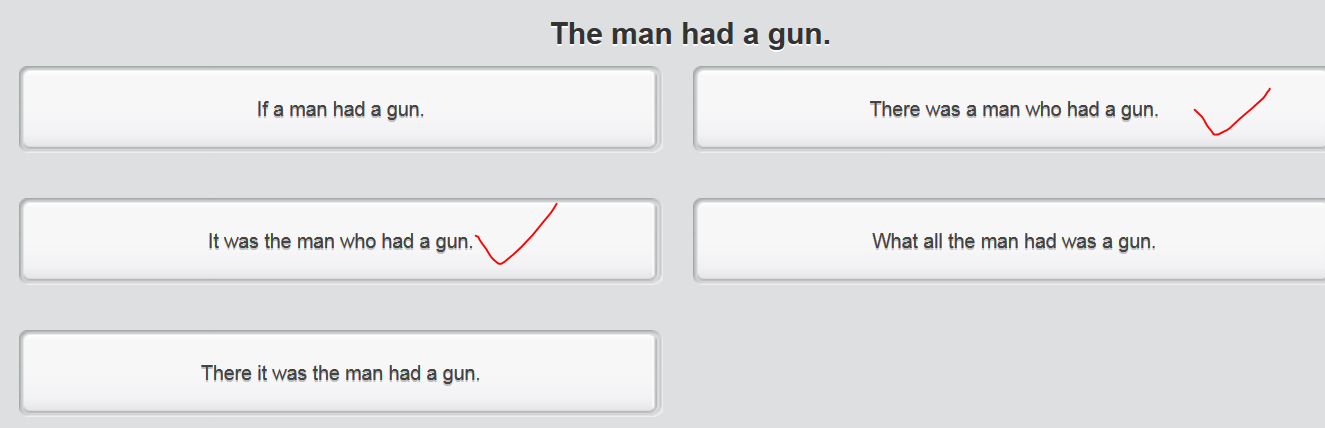 The man had a gun.
If a man had a gun.
There was a man who had a gun.
It was the man who had a gun.
What all the man had was a gun.
There it was the man had a gun.